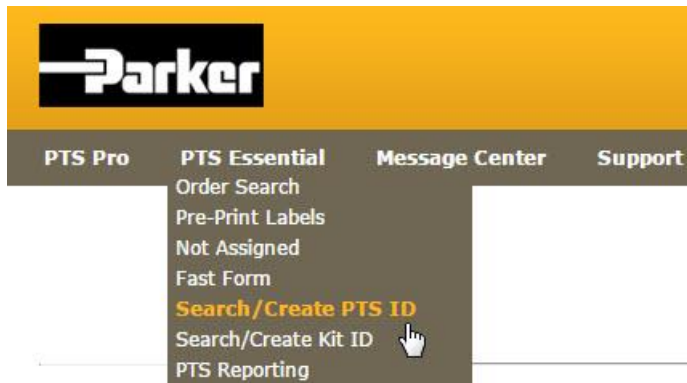 Parker
PTS Pro PTS Essential Message Center Support
Order Search
Pre-Print Labels
Not Assigned
Fast Form
Search/Create PTS ID
Search/Create Kit ID
PTS Reporting